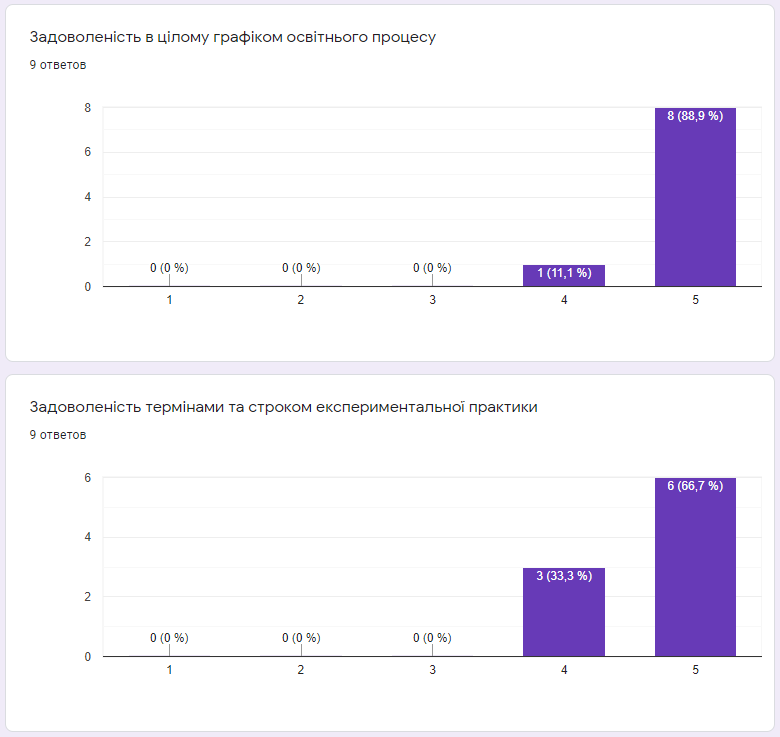 Задоволеність в цілому графіком освітнього процесу
9 ответов
8
8 (88,9 %)
6
4
2
0 (0 %) 0 (0 %) 0 (0 %) 1 (11,1 %)
0
1 2 3 4 5
Задоволеність термінами та строком експериментальної практики
9 ответов
6
6 (66,7 %)
4
3 (33,3 %)
2
0 (0 %) 0 (0 %) 0 (0 %)
0
1 2 3 4 5